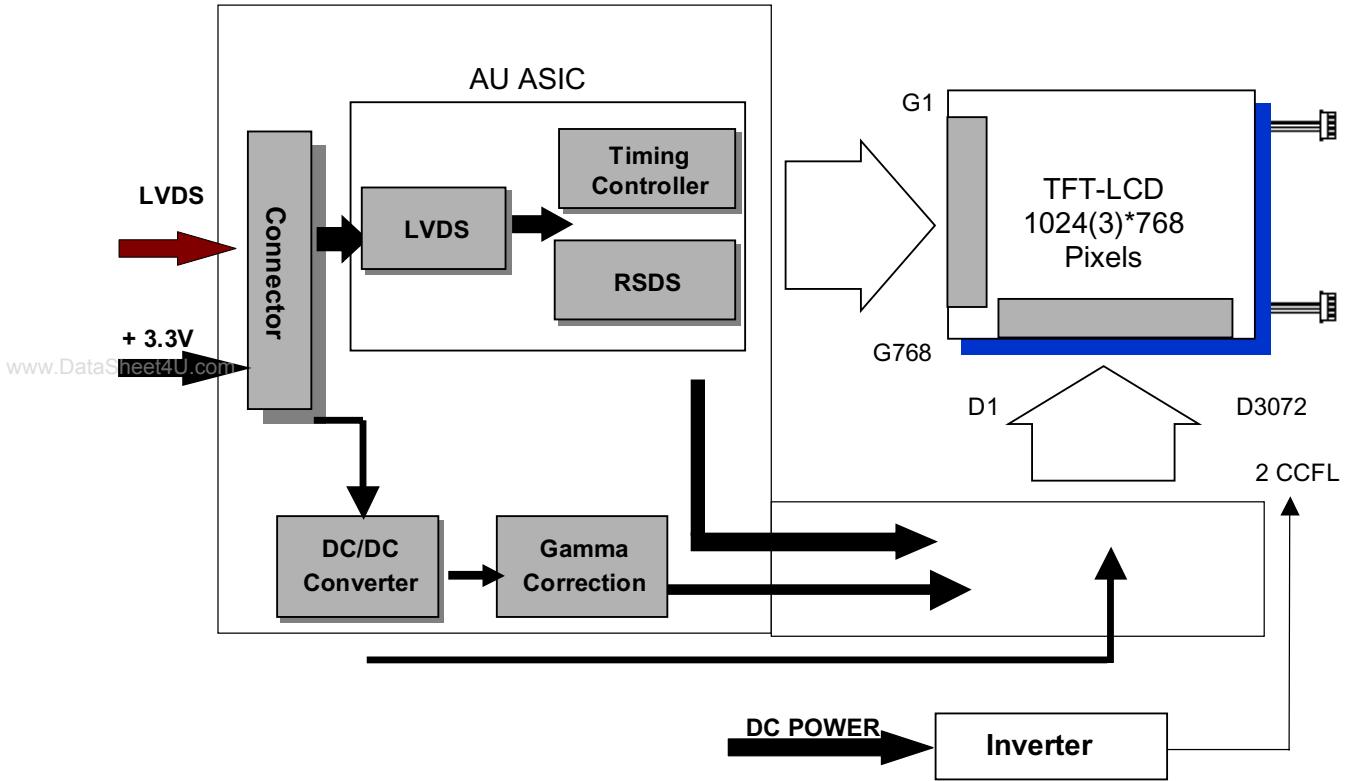 AU ASIC
G1
Timing
Controller
TFT-LCD
1024(3)*768
Pixels
LVDS
Connector
LVDS
RSDS
+ 3.3V
www.DataSheet4U.com
G768
D1
D3072
2 CCFL
DC/DC
Converter
Gamma
Correction
DC POWER
Inverter